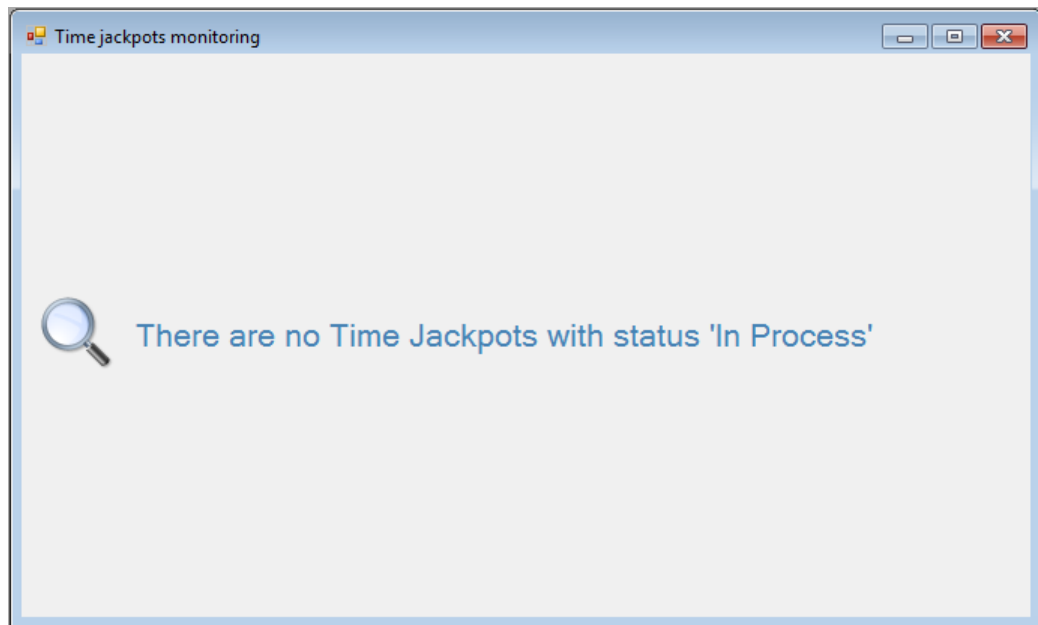 Time jackpots monitoring
There are no Time Jackpots with status 'In Process'